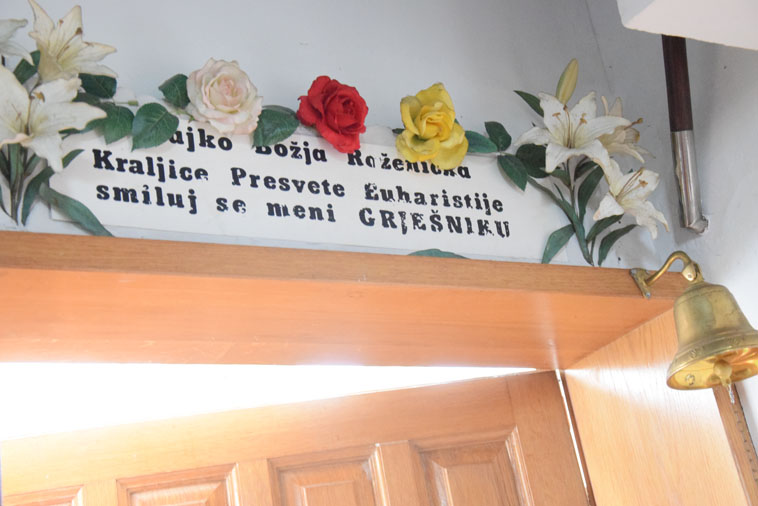 Božja Roženička
Kraljice Presvete Euharistije
smiluj se meni GRJEŠNIKU